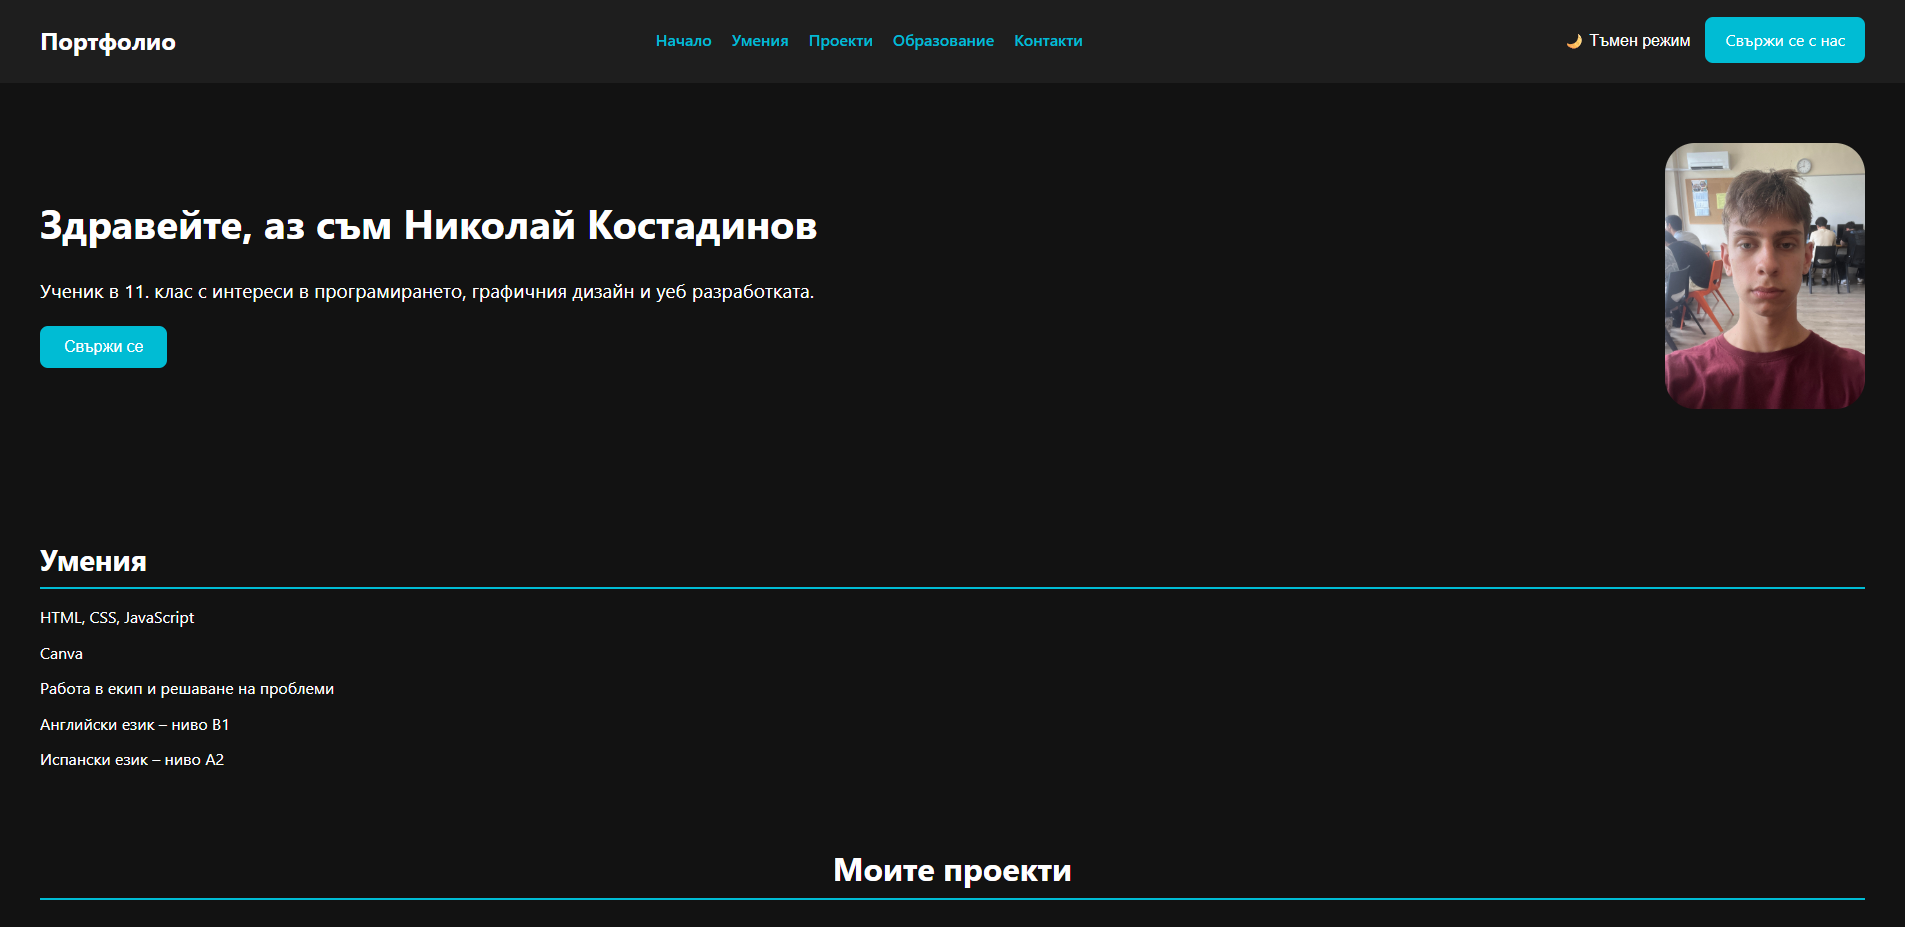 Портфолио
Начало Умения Проекти Образование Контакти
🌙 Тъмен режим
Свържи се с нас
Здравейте, аз съм Николай Костадинов
Ученик в 11. клас с интереси в програмирането, графичния дизайн и уеб разработката.
Свържи се
Умения
HTML, CSS, JavaScript
Canva
Работа в екип и решаване на проблеми
Английски език – ниво B1
Испански език – ниво A2
Моите проекти